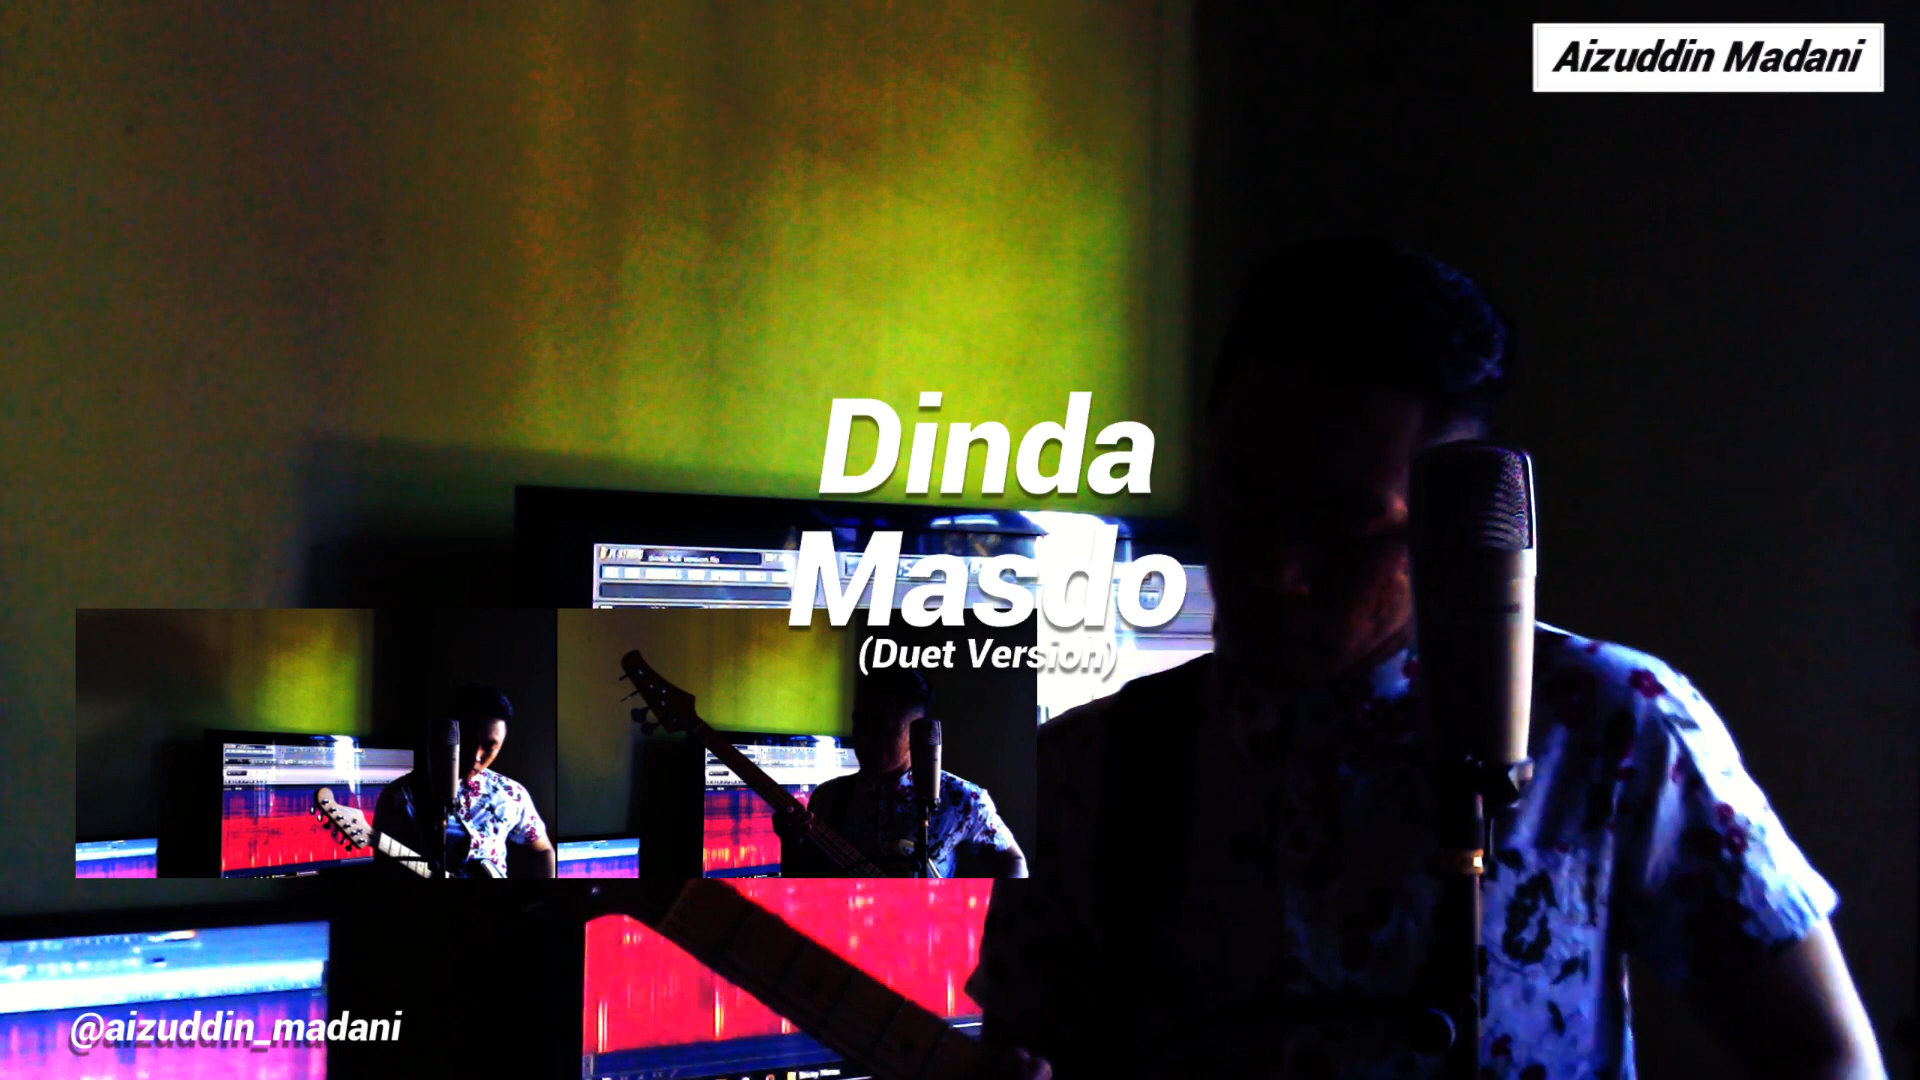 Aizuddin Madani
Dinda
Masdo
(Duet Version)
@aizuddin_madani